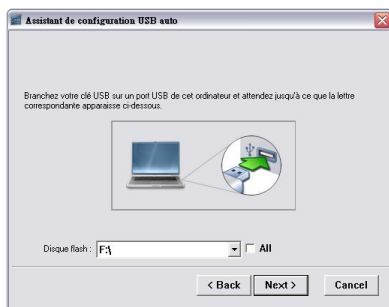 Assistant de configuration USB auto
Branchez votre clé USB sur un port USB de cet ordinateur et attendez jusqu'à ce que la lettre
correspondante apparaisse ci-dessous.
Disque flash : F:\ All
< Back Next > Cancel